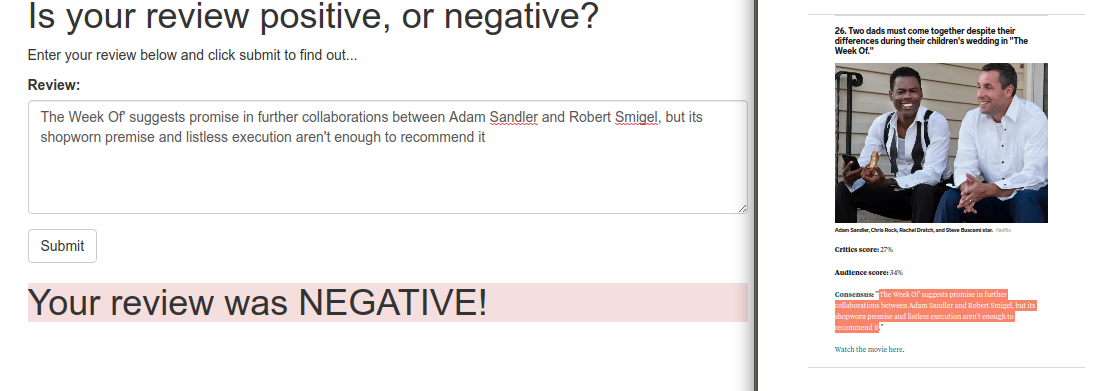 Is your review positive, or negative?
Enter your review below and click submit to find out...
Review:
The Week Of' suggests promise in further collaborations between Adam Sandler and Robert Smigel, but its
shopworn premise and listless execution aren't enough to recommend it
Submit
Your review was NEGATIVE!
26. Two dads must come together despite their
differences during their children's wedding in "The
Week Of."
Adam Sandler, Chris Rock, Rachel Dratch, and Steve Buscemi star. Netflix
Critics score: 27%
Audience score: 34%
Consensus: "The Week Of' suggests promise in further
collaborations between Adam Sandler and Robert Smigel, but its
shopworn premise and listless execution aren't enough to
recommend it."
Watch the movie here.